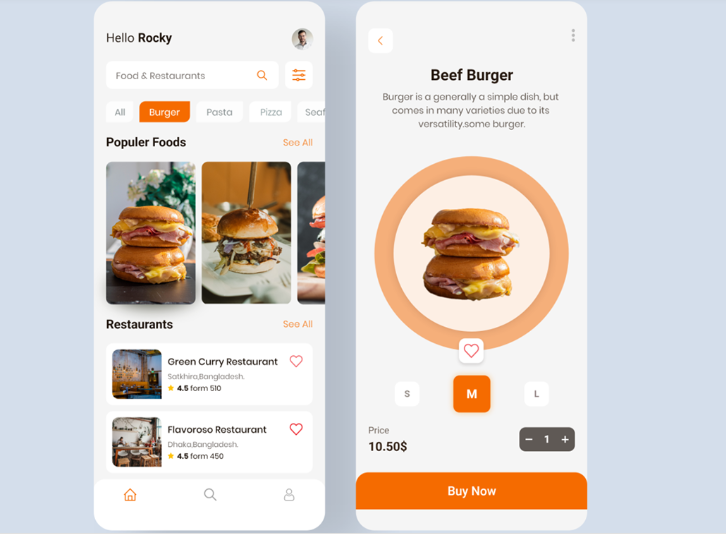 Hello Rocky
Food & Restaurants
All Burger Pasta Pizza Seaf
Populer Foods See All
Restaurants See All
Green Curry Restaurant
Satkhira,Bangladesh.
4.5 form 510
Flavoroso Restaurant
Dhaka,Bangladesh.
4.5 form 450
Beef Burger
Burger is a generally a simple dish, but
comes in many varieties due to its
versatility.some burger.
S M L
Price
10.50$
− 1 +
Buy Now